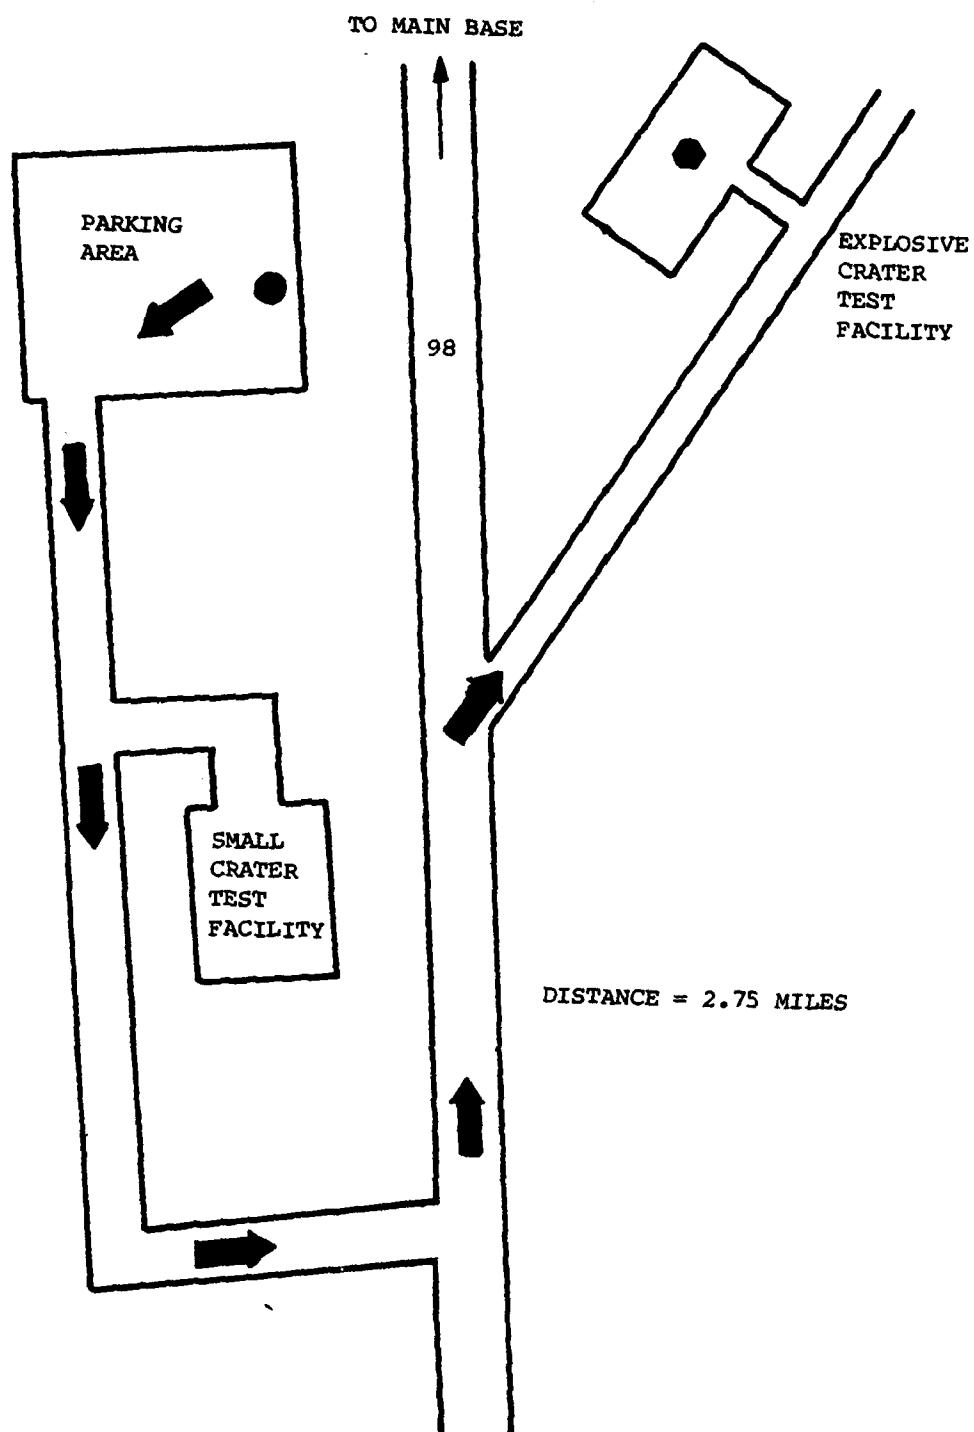 TO MAIN BASE
PARKING
AREA
EXPLOSIVE
CRATER
TEST
FACILITY
98
SMALL
CRATER
TEST
FACILITY
DISTANCE = 2.75 MILES